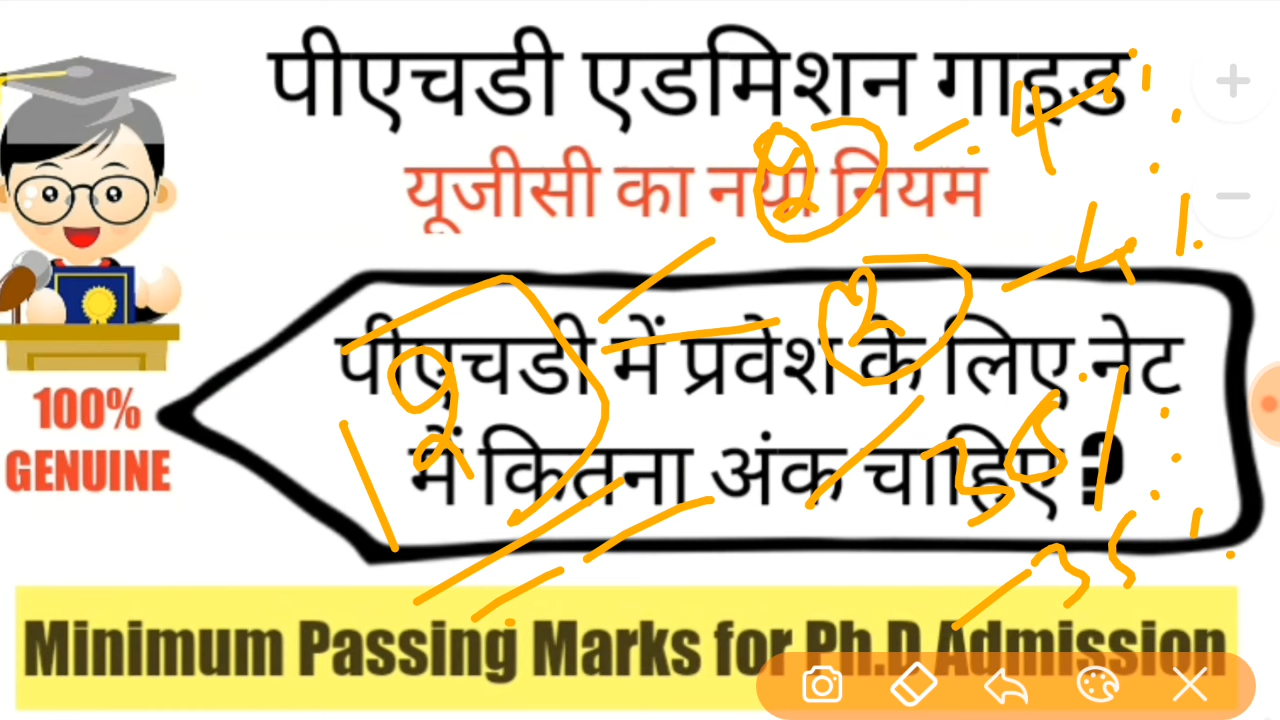 पीएचडी एडमिशन गाइड
यूजीसी का नया नियम
पीएचडी में प्रवेश के लिए नेट
में कितना अंक चाहिए ?
100%
GENUINE
Minimum Passing Marks for Ph.D Admission